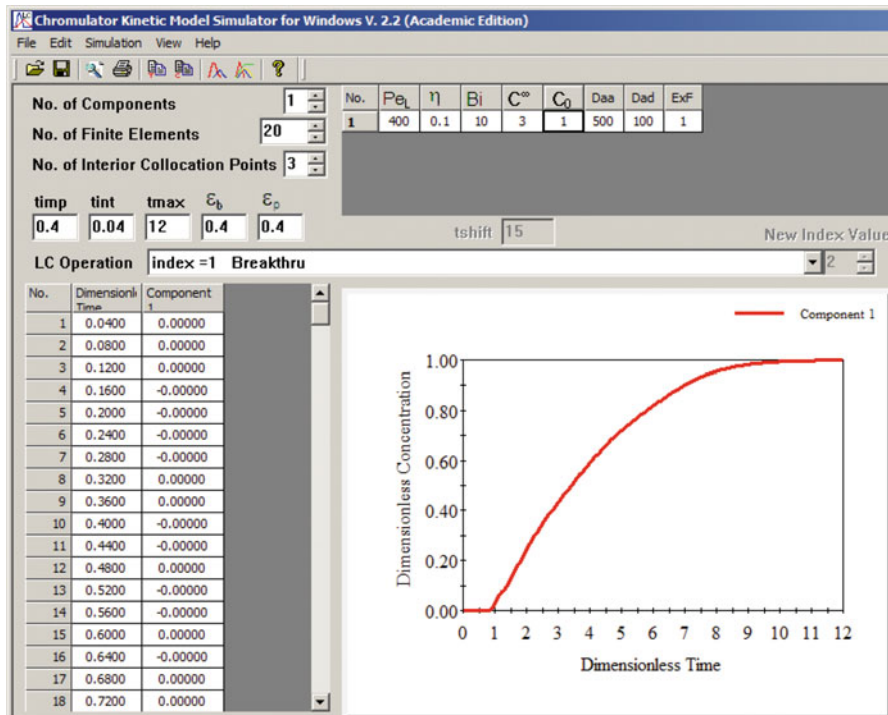 Chromulator Kinetic Model Simulator for Windows V. 2.2 (Academic Edition)
File Edit Simulation View Help
No. of Components 1
No. of Finite Elements 20
No. of Interior Collocation Points 3
timp tint tmax εb εp
0.4 0.04 12 0.4 0.4
No. PeL η Bi C∞ C0 Daa Dad ExF
1 400 0.1 10 3 1 500 100 1
tshift 15
New Index Value
LC Operation index =1 Breakthru 2
No. Dimensionl Time Component 1
1 0.0400 0.00000
2 0.0800 0.00000
3 0.1200 0.00000
4 0.1600 -0.00000
5 0.2000 -0.00000
6 0.2400 -0.00000
7 0.2800 -0.00000
8 0.3200 0.00000
9 0.3600 0.00000
10 0.4000 -0.00000
11 0.4400 -0.00000
12 0.4800 0.00000
13 0.5200 -0.00000
14 0.5600 -0.00000
15 0.6000 0.00000
16 0.6400 -0.00000
17 0.6800 0.00000
18 0.7200 0.00000
Component 1
Dimensionless Concentration
1.00
0.80
0.60
0.40
0.20
0.00
0 1 2 3 4 5 6 7 8 9 10 11 12
Dimensionless Time